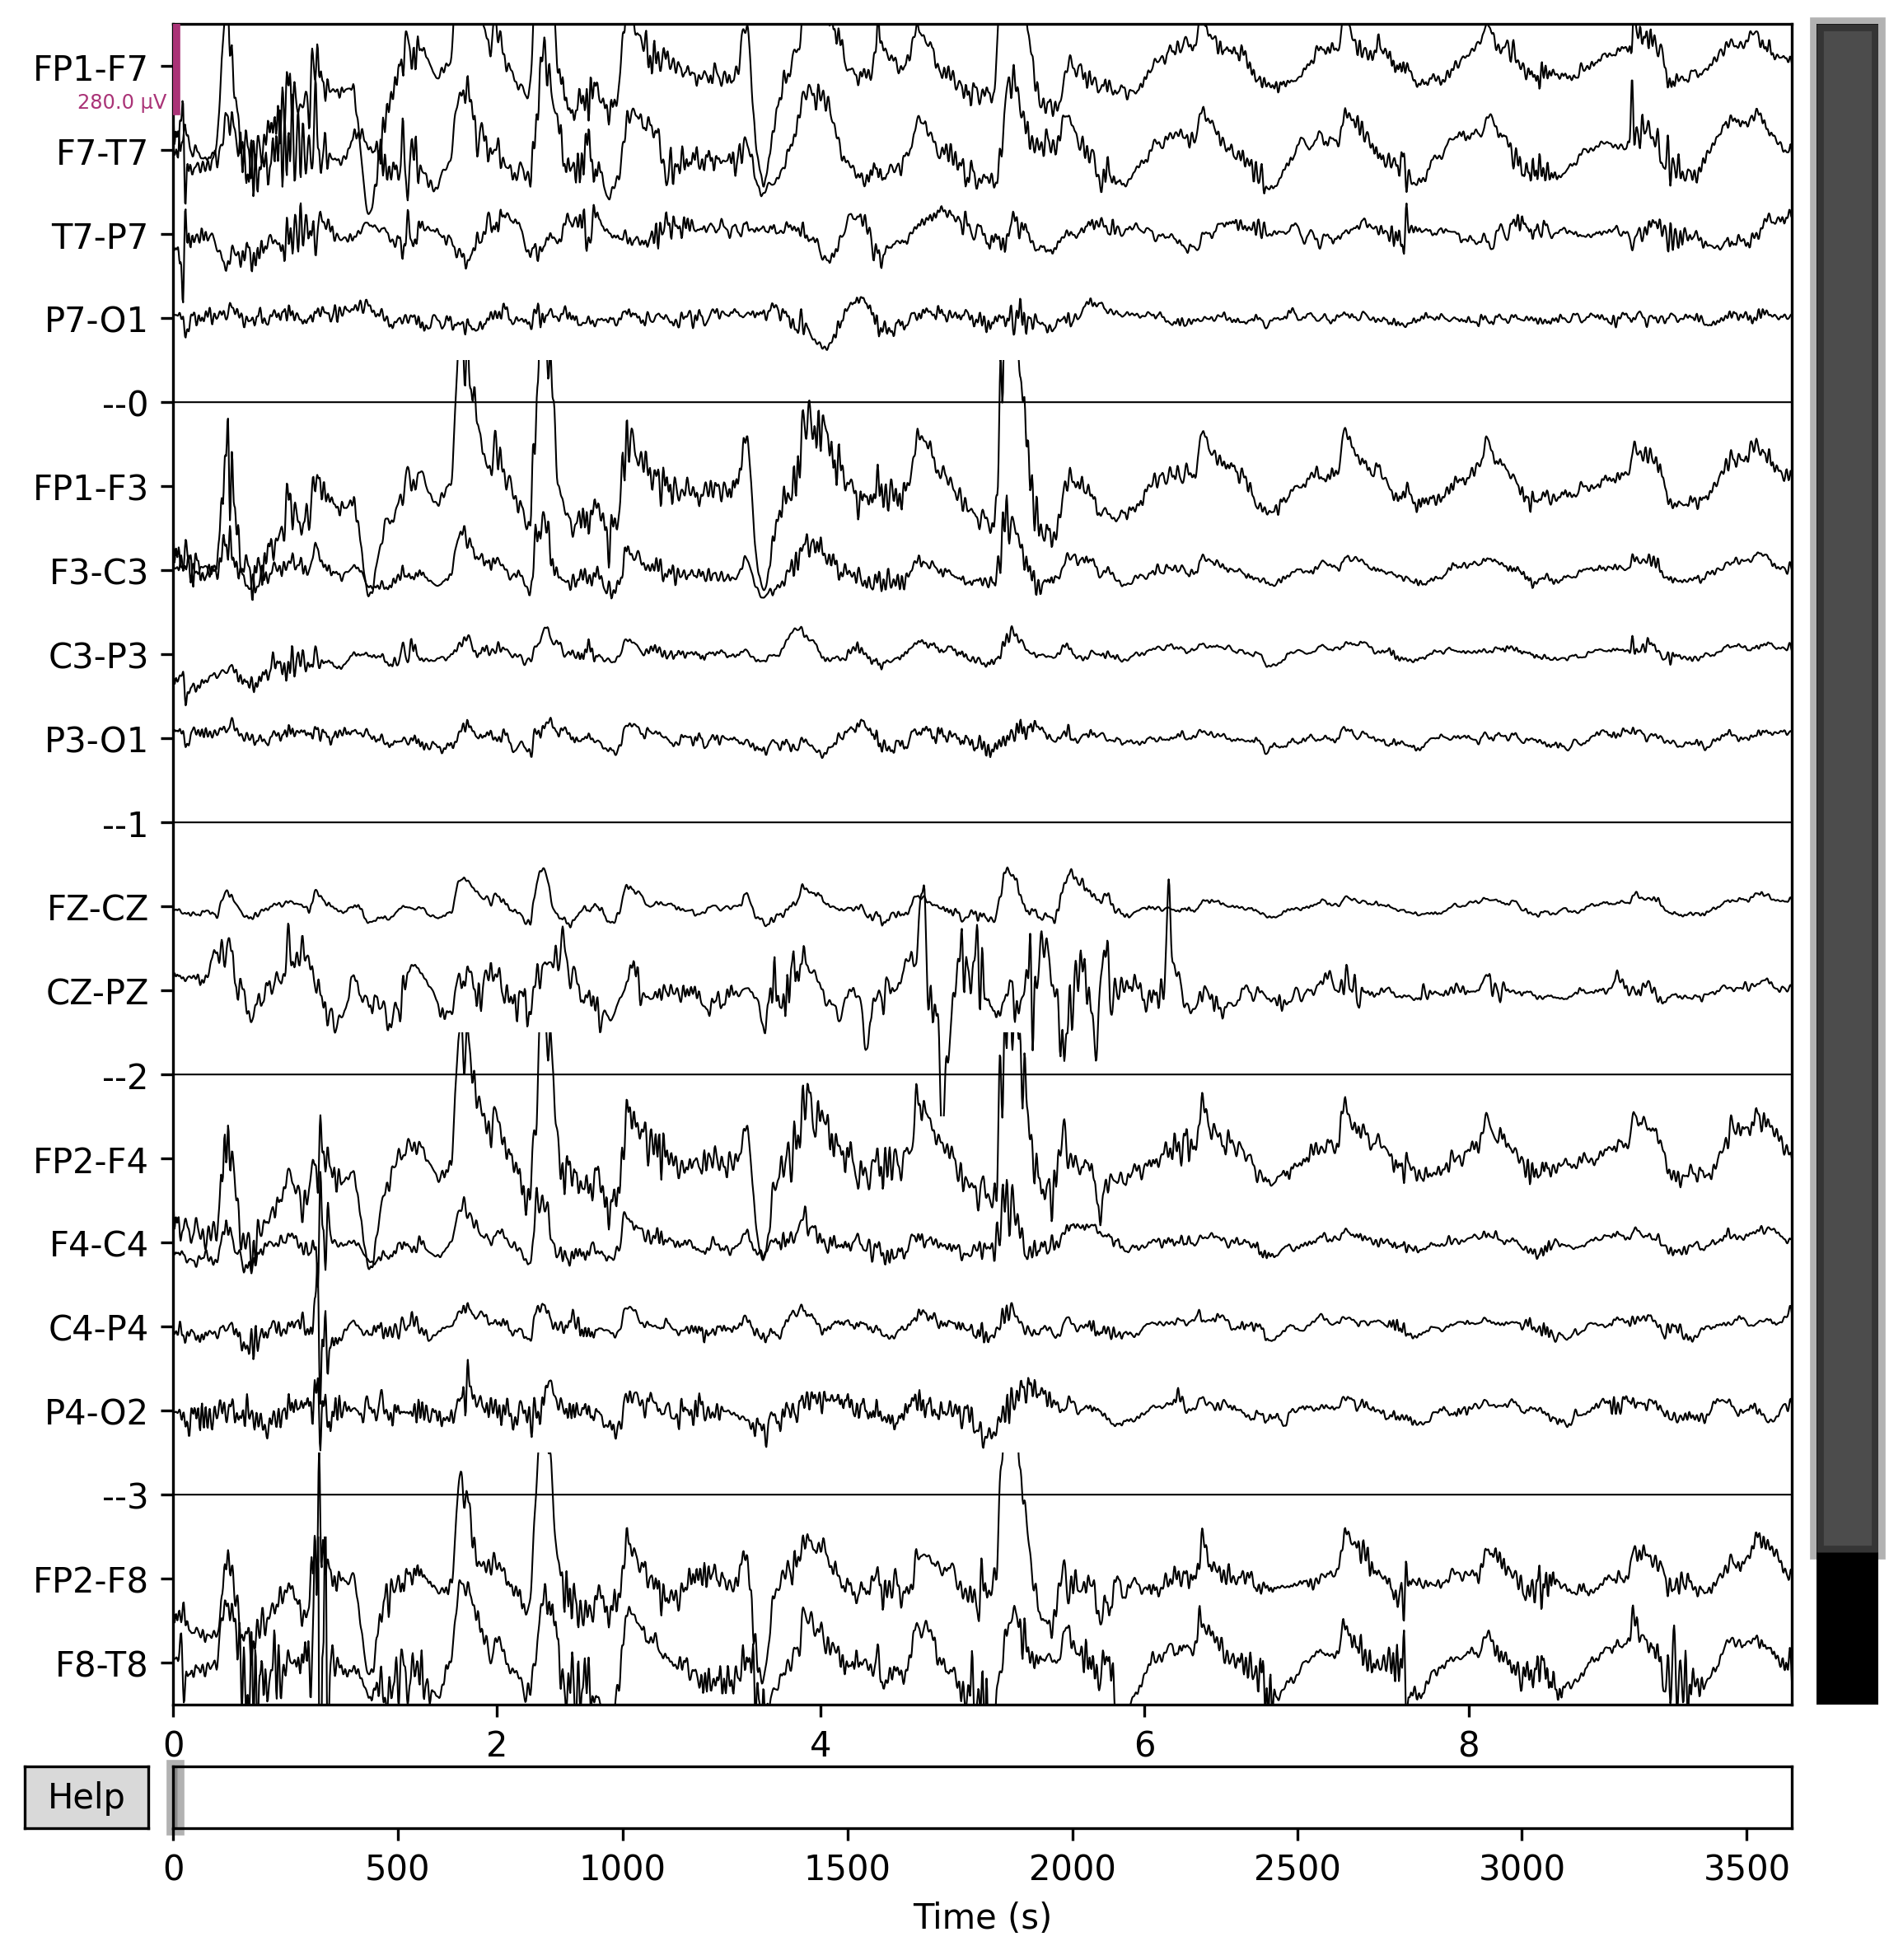 FP1-F7
280.0 µV
F7-T7
T7-P7
P7-O1
--0
FP1-F3
F3-C3
C3-P3
P3-O1
--1
FZ-CZ
CZ-PZ
--2
FP2-F4
F4-C4
C4-P4
P4-O2
--3
FP2-F8
F8-T8
0 2 4 6 8
Help
0 500 1000 1500 2000 2500 3000 3500
Time (s)